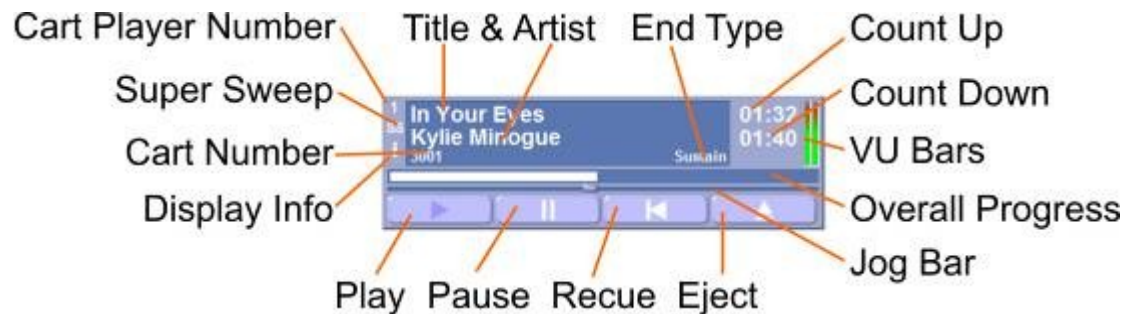 Cart Player Number Title & Artist End Type Count Up
Super Sweep Count Down
Cart Number VU Bars
Display Info Overall Progress
Jog Bar
Play Pause Recue Eject
1
SS
i
In Your Eyes
Kylie Minogue
3001
Sustain
01:32
01:40